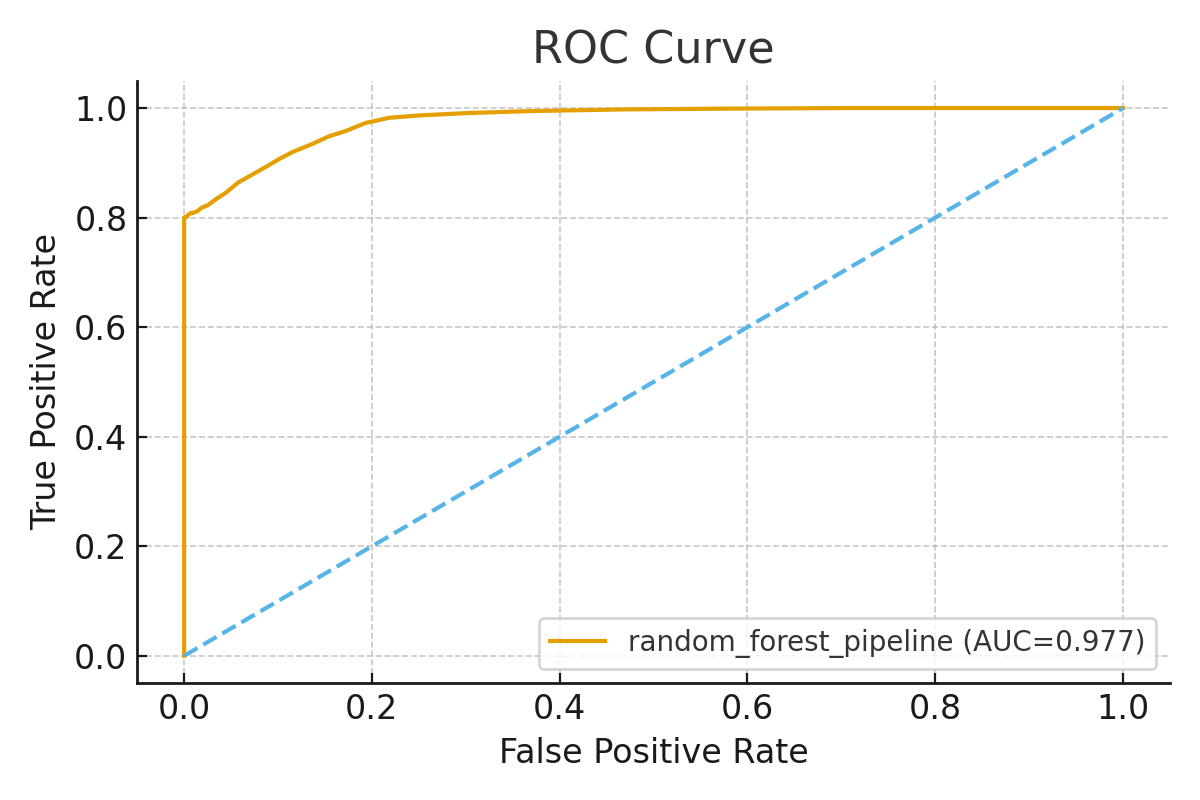 ROC Curve
True Positive Rate
1.0
0.8
0.6
0.4
0.2
0.0
random_forest_pipeline (AUC=0.977)
0.0 0.2 0.4 0.6 0.8 1.0
False Positive Rate